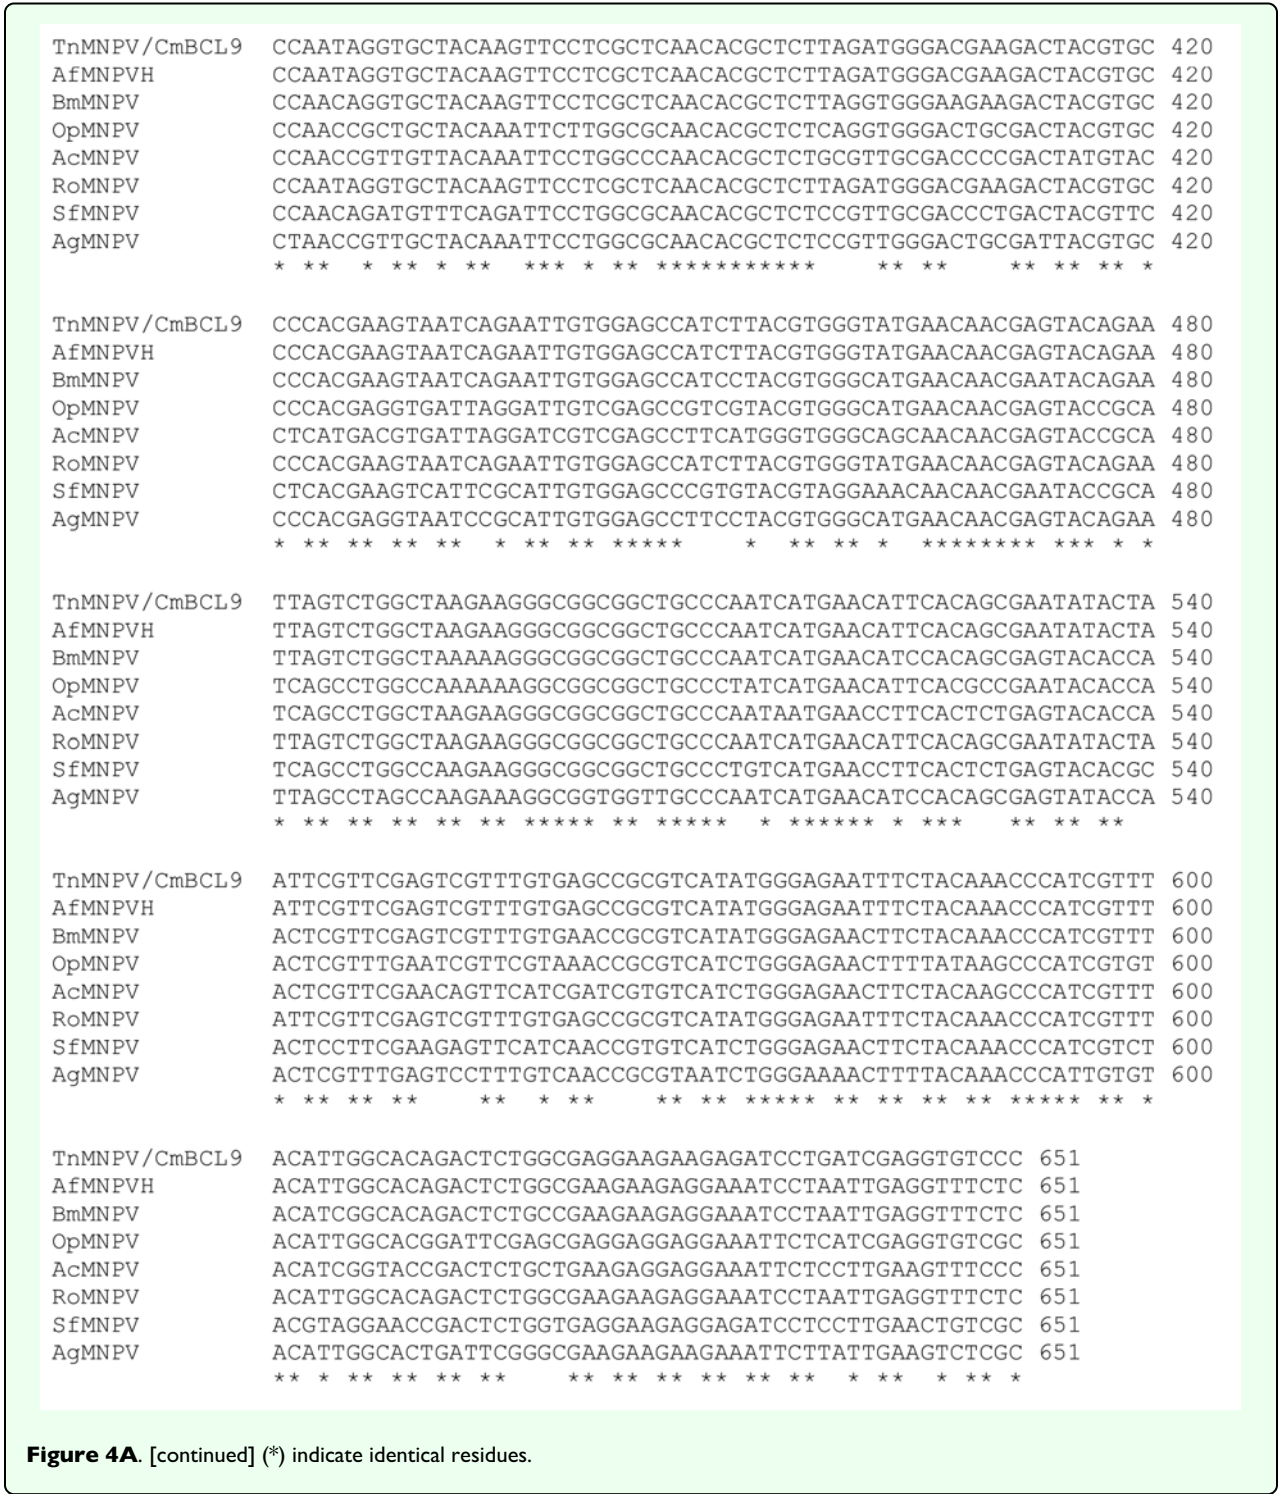 TnMNPV/CmBCL9 CCAATAGGTGCTACAAGTTCCTCGCTCAACACGCTCTTAGATGGGACGAAGACTACGTGC 420
AfMNPVH CCAATAGGTGCTACAAGTTCCTCGCTCAACACGCTCTTAGATGGGACGAAGACTACGTGC 420
BmMNPV CCAACAGGTGCTACAAGTTCCTCGCTCAACACGCTCTTAGGTGGGAAGAAGACTACGTGC 420
OpMNPV CCAACCGCTGCTACAAATTCTTGGCGCAACACGCTCTCAGGTGGGACTGCGACTACGTGC 420
AcMNPV CCAACCGTTGTTACAAATTCCTGGCCCAACACGCTCTGCGTTGCGACCCCGACTATGTAC 420
RoMNPV CCAATAGGTGCTACAAGTTCCTCGCTCAACACGCTCTTAGATGGGACGAAGACTACGTGC 420
SfMNPV CCAACAGATGTTTCAGATTCCTGGCGCAACACGCTCTCCGTTGCGACCCTGACTACGTTC 420
AgMNPV CTAACCGTTGCTACAAATTCCTGGCGCAACACGCTCTCCGTTGGGACTGCGATTACGTGC 420
* ** * ** * ** *** * ** *********** ** ** ** ** ** *
TnMNPV/CmBCL9 CCCACGAAGTAATCAGAATTGTGGAGCCATCTTACGTGGGTATGAACAACGAGTACAGAA 480
AfMNPVH CCCACGAAGTAATCAGAATTGTGGAGCCATCTTACGTGGGTATGAACAACGAGTACAGAA 480
BmMNPV CCCACGAAGTAATCAGAATTGTGGAGCCATCCTACGTGGGCATGAACAACGAATACAGAA 480
OpMNPV CCCACGAGGTGATTAGGATTGTCGAGCCGTCGTACGTGGGCATGAACAACGAGTACCGCA 480
AcMNPV CTCATGACGTGATTAGGATCGTCGAGCCTTCATGGGTGGGCAGCAACAACGAGTACCGCA 480
RoMNPV CCCACGAAGTAATCAGAATTGTGGAGCCATCTTACGTGGGTATGAACAACGAGTACAGAA 480
SfMNPV CTCACGAAGTCATTCGCATTGTGGAGCCCGTGTACGTAGGAAACAACAACGAATACCGCA 480
AgMNPV CCCACGAGGTAATCCGCATTGTGGAGCCTTCCTACGTGGGCATGAACAACGAGTACAGAA 480
* ** ** ** ** * ** ** ***** * ** ** * ******** *** * *
TnMNPV/CmBCL9 TTAGTCTGGCTAAGAAGGGCGGCGGCTGCCCAATCATGAACATTCACAGCGAATATACTA 540
AfMNPVH TTAGTCTGGCTAAGAAGGGCGGCGGCTGCCCAATCATGAACATTCACAGCGAATATACTA 540
BmMNPV TTAGTCTGGCTAAAAAGGGCGGCGGCTGCCCAATCATGAACATCCACAGCGAGTACACCA 540
OpMNPV TCAGCCTGGCCAAAAAAGGCGGCGGCTGCCCTATCATGAACATTCACGCCGAATACACCA 540
AcMNPV TCAGCCTGGCTAAGAAGGGCGGCGGCTGCCCAATAATGAACCTTCACTCTGAGTACACCA 540
RoMNPV TTAGTCTGGCTAAGAAGGGCGGCGGCTGCCCAATCATGAACATTCACAGCGAATATACTA 540
SfMNPV TCAGCCTGGCCAAGAAGGGCGGCGGCTGCCCTGTCATGAACCTTCACTCTGAGTACACGC 540
AgMNPV TTAGCCTAGCCAAGAAAGGCGGTGGTTGCCCAATCATGAACATCCACAGCGAGTATACCA 540
* ** ** ** ** ** ***** ** ***** * ****** * *** ** ** **
TnMNPV/CmBCL9 ATTCGTTCGAGTCGTTTGTGAGCCGCGTCATATGGGAGAATTTCTACAAACCCATCGTTT 600
AfMNPVH ATTCGTTCGAGTCGTTTGTGAGCCGCGTCATATGGGAGAATTTCTACAAACCCATCGTTT 600
BmMNPV ACTCGTTCGAGTCGTTTGTGAACCGCGTCATATGGGAGAACTTCTACAAACCCATCGTTT 600
OpMNPV ACTCGTTTGAATCGTTCGTAAACCGCGTCATCTGGGAGAACTTTTATAAGCCCATCGTGT 600
AcMNPV ACTCGTTCGAACAGTTCATCGATCGTGTCATCTGGGAGAACTTCTACAAGCCCATCGTTT 600
RoMNPV ATTCGTTCGAGTCGTTTGTGAGCCGCGTCATATGGGAGAATTTCTACAAACCCATCGTTT 600
SfMNPV ACTCCTTCGAAGAGTTCATCAACCGTGTCATCTGGGAGAACTTCTACAAACCCATCGTCT 600
AgMNPV ACTCGTTTGAGTCCTTTGTCAACCGCGTAATCTGGGAAAACTTTTACAAACCCATTGTGT 600
* ** ** ** ** * ** ** ** ***** ** ** ** ** ***** ** *
TnMNPV/CmBCL9 ACATTGGCACAGACTCTGGCGAGGAAGAAGAGATCCTGATCGAGGTGTCCC 651
AfMNPVH ACATTGGCACAGACTCTGGCGAAGAAGAGGAAATCCTAATTGAGGTTTCTC 651
BmMNPV ACATCGGCACAGACTCTGCCGAAGAAGAGGAAATCCTAATTGAGGTTTCTC 651
OpMNPV ACATTGGCACGGATTCGAGCGAGGAGGAGGAAATTCTCATCGAGGTGTCGC 651
AcMNPV ACATCGGTACCGACTCTGCTGAAGAGGAGGAAATTCTCCTTGAAGTTTCCC 651
RoMNPV ACATTGGCACAGACTCTGGCGAAGAAGAGGAAATCCTAATTGAGGTTTCTC 651
SfMNPV ACGTAGGAACCGACTCTGGTGAGGAAGAGGAGATCCTCCTTGAACTGTCGC 651
AgMNPV ACATTGGCACTGATTCGGGCGAAGAAGAAGAAATTCTTATTGAAGTCTCGC 651
** * ** ** ** ** ** ** ** ** ** ** * ** * ** *
Figure 4A. [continued] (*) indicate identical residues.